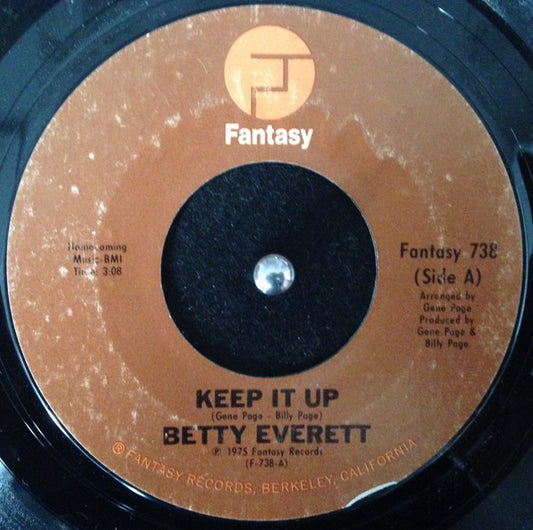 Fantasy
Homecoming
Music-BMI
Time: 3:08
Fantasy 738
(Side A)
Arranged by
Gene Page
Produced by
Gene Page &
Billy Page
KEEP IT UP
(Gene Page - Billy Page)
BETTY EVERETT
℗ 1975 Fantasy Records
(F-738-A)
® FANTASY RECORDS, BERKELEY, CALIFORNIA